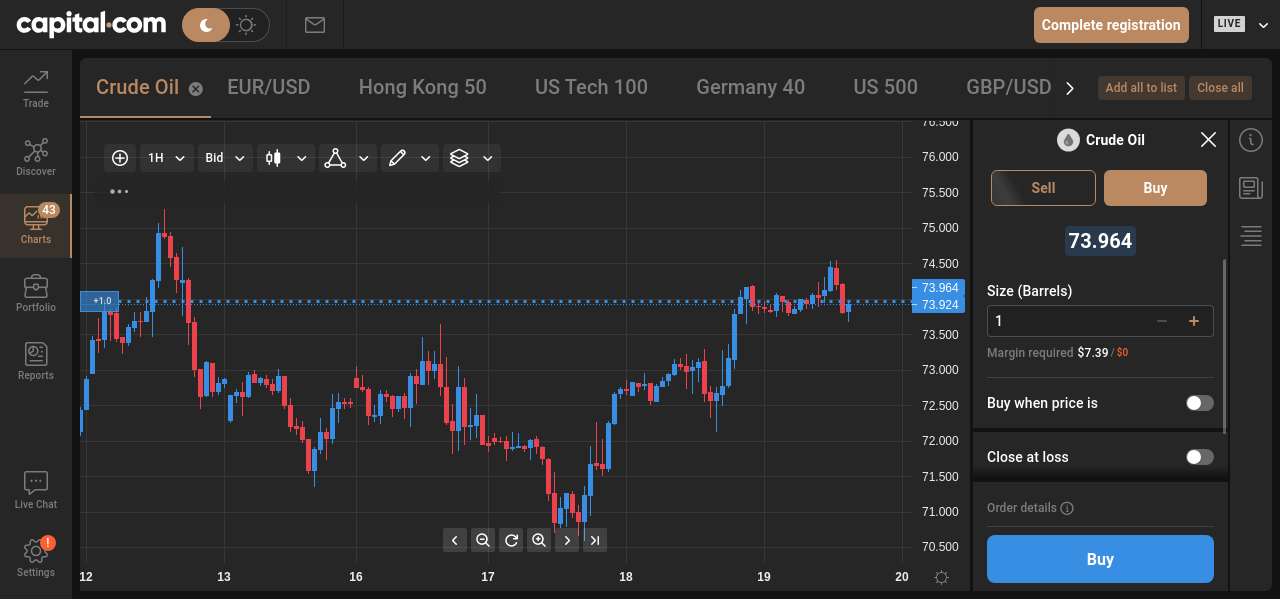 capital.com
Complete registration
LIVE
Trade
Discover
43
Charts
Portfolio
Reports
Live Chat
!
Settings
Crude Oil
EUR/USD
Hong Kong 50
US Tech 100
Germany 40
US 500
GBP/USD
Add all to list
Close all
1H
Bid
+1.0
76.500
76.000
75.500
75.000
74.500
73.964
73.924
73.500
73.000
72.500
72.000
71.500
71.000
70.500
12
13
16
17
18
19
20
Crude Oil
Sell
Buy
73.964
Size (Barrels)
1
Margin required $7.39 / $0
Buy when price is
Close at loss
Order details
Buy